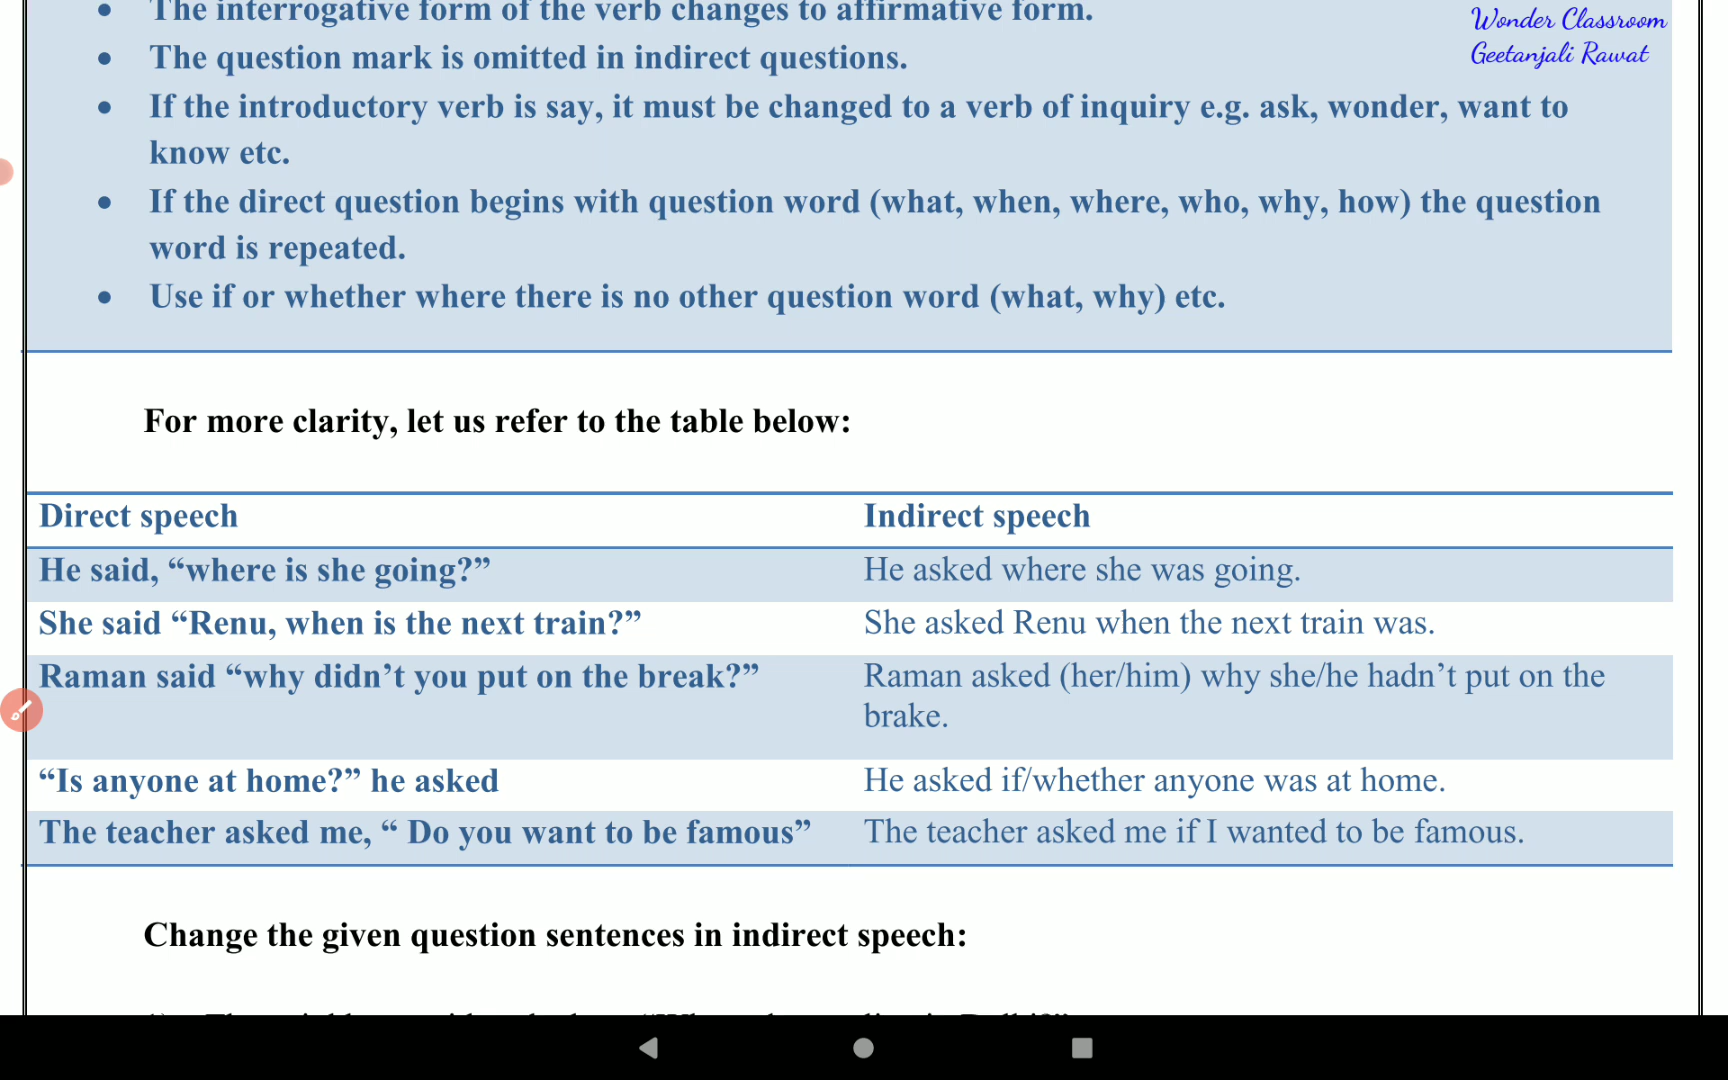 The interrogative form of the verb changes to affirmative form.
Wonder Classroom
Geetanjali Rawat
• The question mark is omitted in indirect questions.
• If the introductory verb is say, it must be changed to a verb of inquiry e.g. ask, wonder, want to
know etc.
• If the direct question begins with question word (what, when, where, who, why, how) the question
word is repeated.
• Use if or whether where there is no other question word (what, why) etc.
For more clarity, let us refer to the table below:
Direct speech Indirect speech
He said, “where is she going?” He asked where she was going.
She said “Renu, when is the next train?” She asked Renu when the next train was.
Raman said “why didn’t you put on the break?” Raman asked (her/him) why she/he hadn’t put on the
brake.
“Is anyone at home?” he asked He asked if/whether anyone was at home.
The teacher asked me, “ Do you want to be famous” The teacher asked me if I wanted to be famous.
Change the given question sentences in indirect speech: